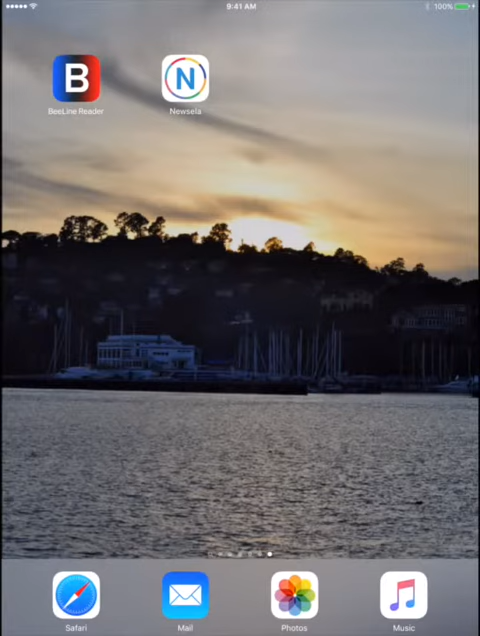 9:41 AM
100%
B
N
BeeLine Reader
Newsela
Safari
Mail
Photos
Music